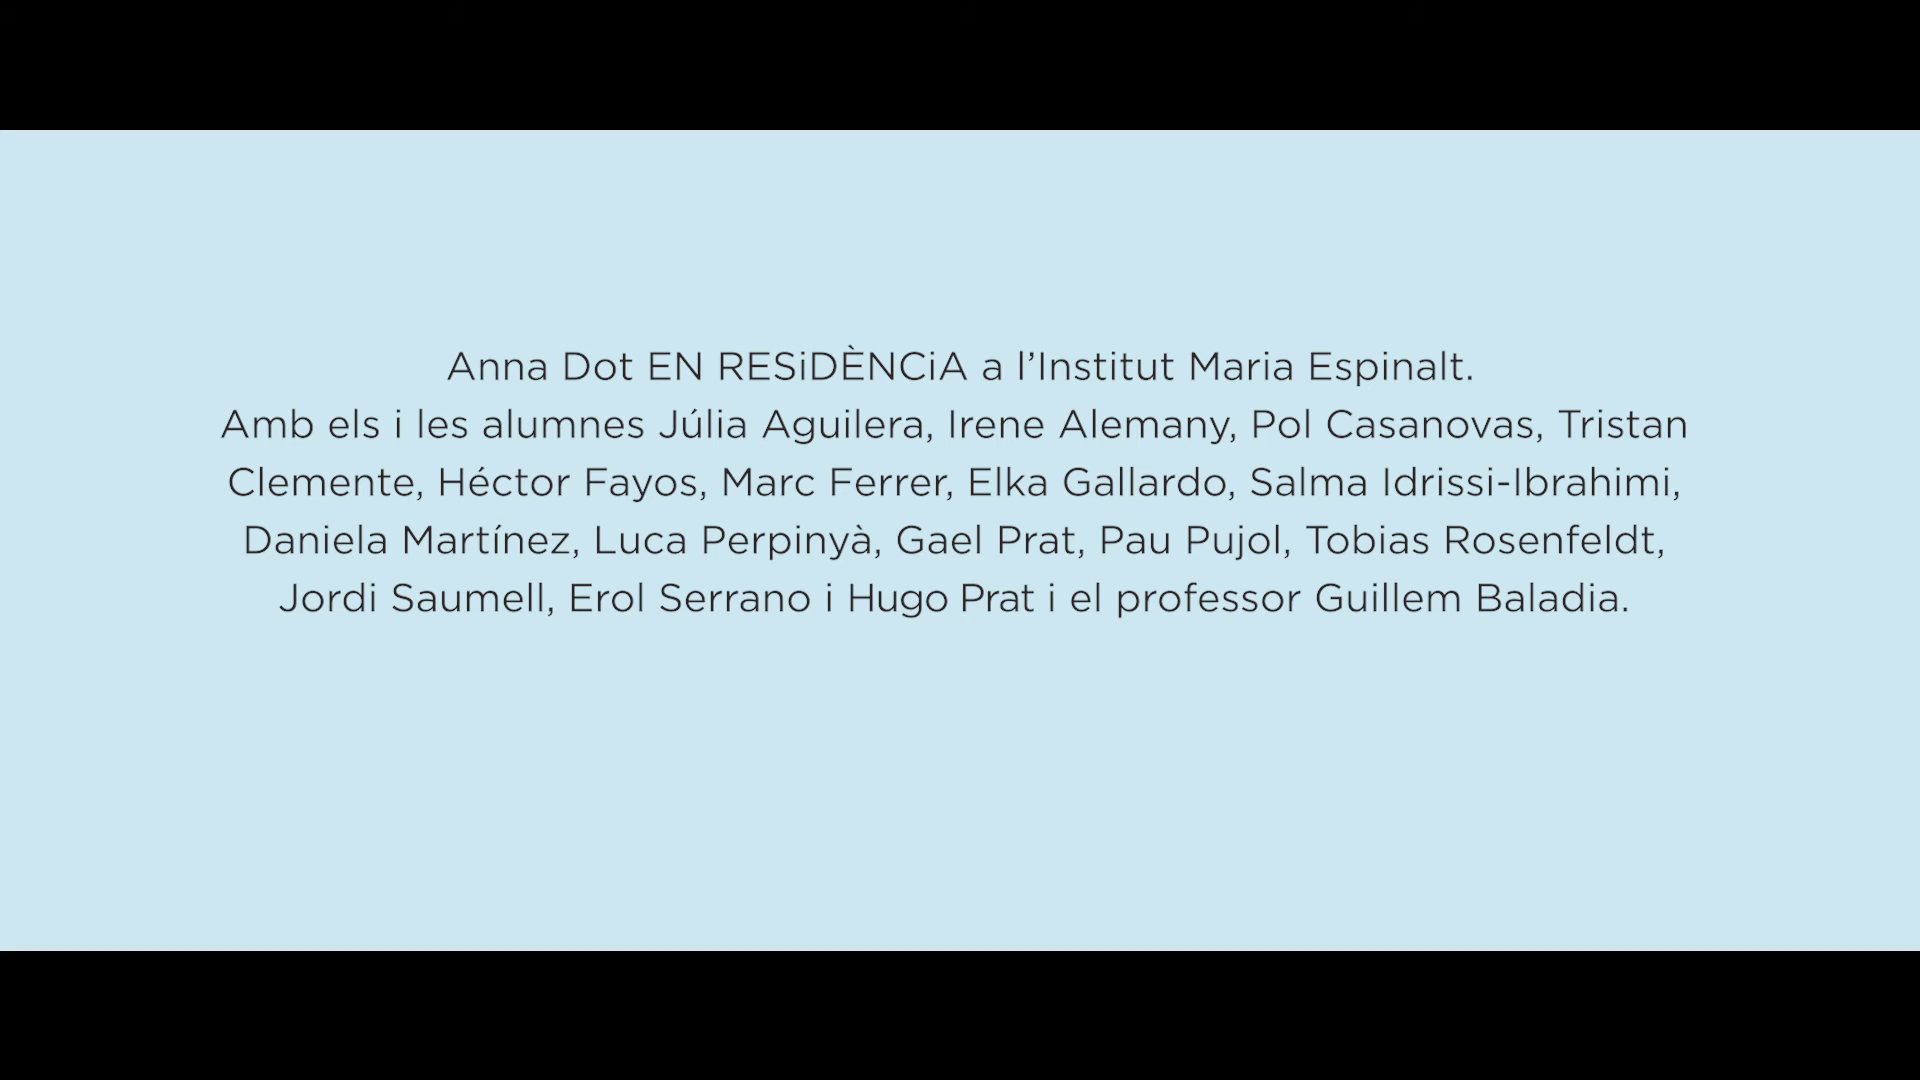 Anna Dot EN RESiDÈNCiA a l’Institut Maria Espinalt.
Amb els i les alumnes Júlia Aguilera, Irene Alemany, Pol Casanovas, Tristan
Clemente, Héctor Fayos, Marc Ferrer, Elka Gallardo, Salma Idrissi-Ibrahimi,
Daniela Martínez, Luca Perpinyà, Gael Prat, Pau Pujol, Tobias Rosenfeldt,
Jordi Saumell, Erol Serrano i Hugo Prat i el professor Guillem Baladia.